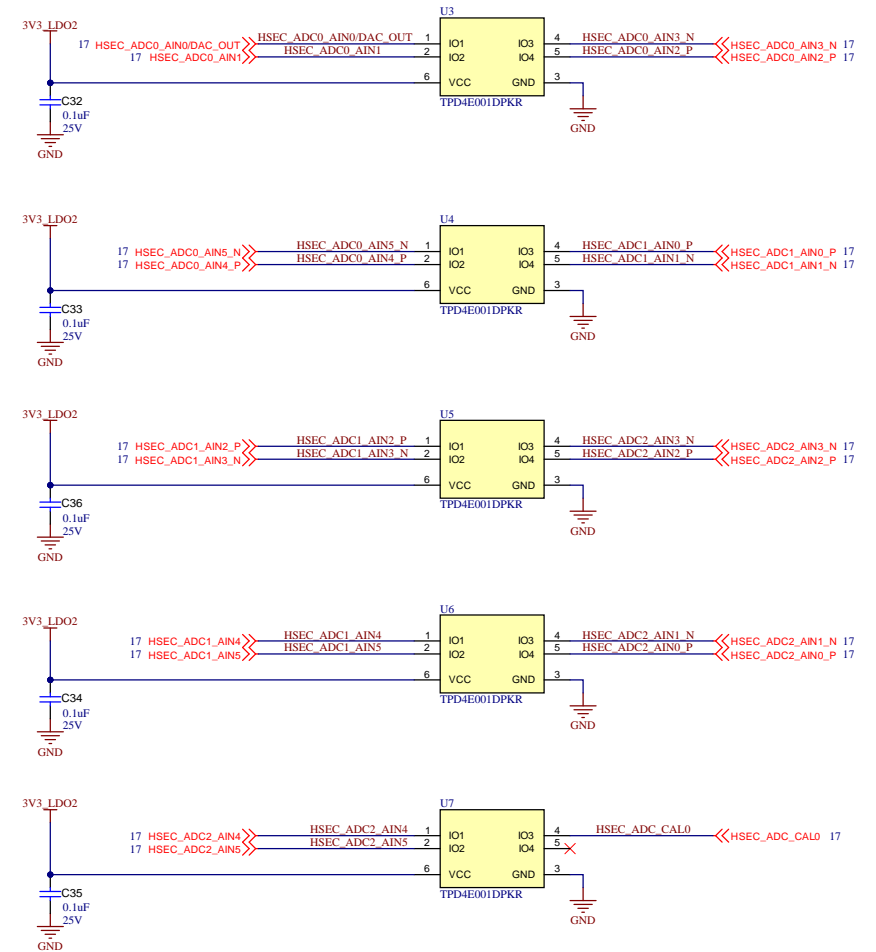 U3
3V3_LDO2
17 HSEC_ADC0_AIN0/DAC_OUT HSEC_ADC0_AIN0/DAC_OUT 1 IO1 IO3 4 HSEC_ADC0_AIN3_N HSEC_ADC0_AIN3_N 17
17 HSEC_ADC0_AIN1 HSEC_ADC0_AIN1 2 IO2 IO4 5 HSEC_ADC0_AIN2_P HSEC_ADC0_AIN2_P 17
6 VCC GND 3
TPD4E001DPKR
C32
0.1uF
25V
GND
GND
U4
3V3_LDO2
17 HSEC_ADC0_AIN5_N HSEC_ADC0_AIN5_N 1 IO1 IO3 4 HSEC_ADC1_AIN0_P HSEC_ADC1_AIN0_P 17
17 HSEC_ADC0_AIN4_P HSEC_ADC0_AIN4_P 2 IO2 IO4 5 HSEC_ADC1_AIN1_N HSEC_ADC1_AIN1_N 17
6 VCC GND 3
TPD4E001DPKR
C33
0.1uF
25V
GND
GND
U5
3V3_LDO2
17 HSEC_ADC1_AIN2_P HSEC_ADC1_AIN2_P 1 IO1 IO3 4 HSEC_ADC2_AIN3_N HSEC_ADC2_AIN3_N 17
17 HSEC_ADC1_AIN3_N HSEC_ADC1_AIN3_N 2 IO2 IO4 5 HSEC_ADC2_AIN2_P HSEC_ADC2_AIN2_P 17
6 VCC GND 3
TPD4E001DPKR
C36
0.1uF
25V
GND
GND
U6
3V3_LDO2
17 HSEC_ADC1_AIN4 HSEC_ADC1_AIN4 1 IO1 IO3 4 HSEC_ADC2_AIN1_N HSEC_ADC2_AIN1_N 17
17 HSEC_ADC1_AIN5 HSEC_ADC1_AIN5 2 IO2 IO4 5 HSEC_ADC2_AIN0_P HSEC_ADC2_AIN0_P 17
6 VCC GND 3
TPD4E001DPKR
C34
0.1uF
25V
GND
GND
U7
3V3_LDO2
17 HSEC_ADC2_AIN4 HSEC_ADC2_AIN4 1 IO1 IO3 4 HSEC_ADC_CAL0 HSEC_ADC_CAL0 17
17 HSEC_ADC2_AIN5 HSEC_ADC2_AIN5 2 IO2 IO4 5
6 VCC GND 3
TPD4E001DPKR
C35
0.1uF
25V
GND
GND